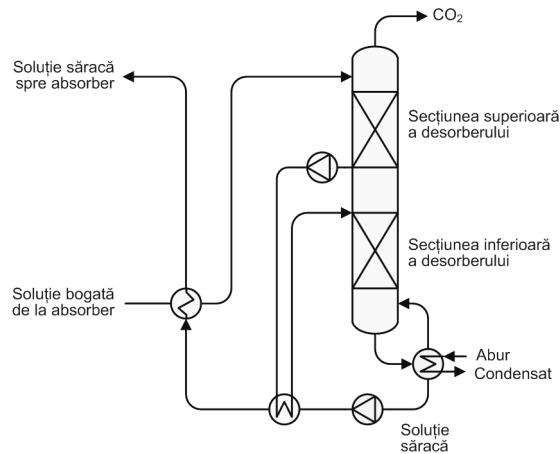 CO₂
Soluție săracă
spre absorber
Secțiunea superioară
a desorberului
Secțiunea inferioară
a desorberului
Soluție bogată
de la absorber
Abur
Condensat
Soluție
săracă